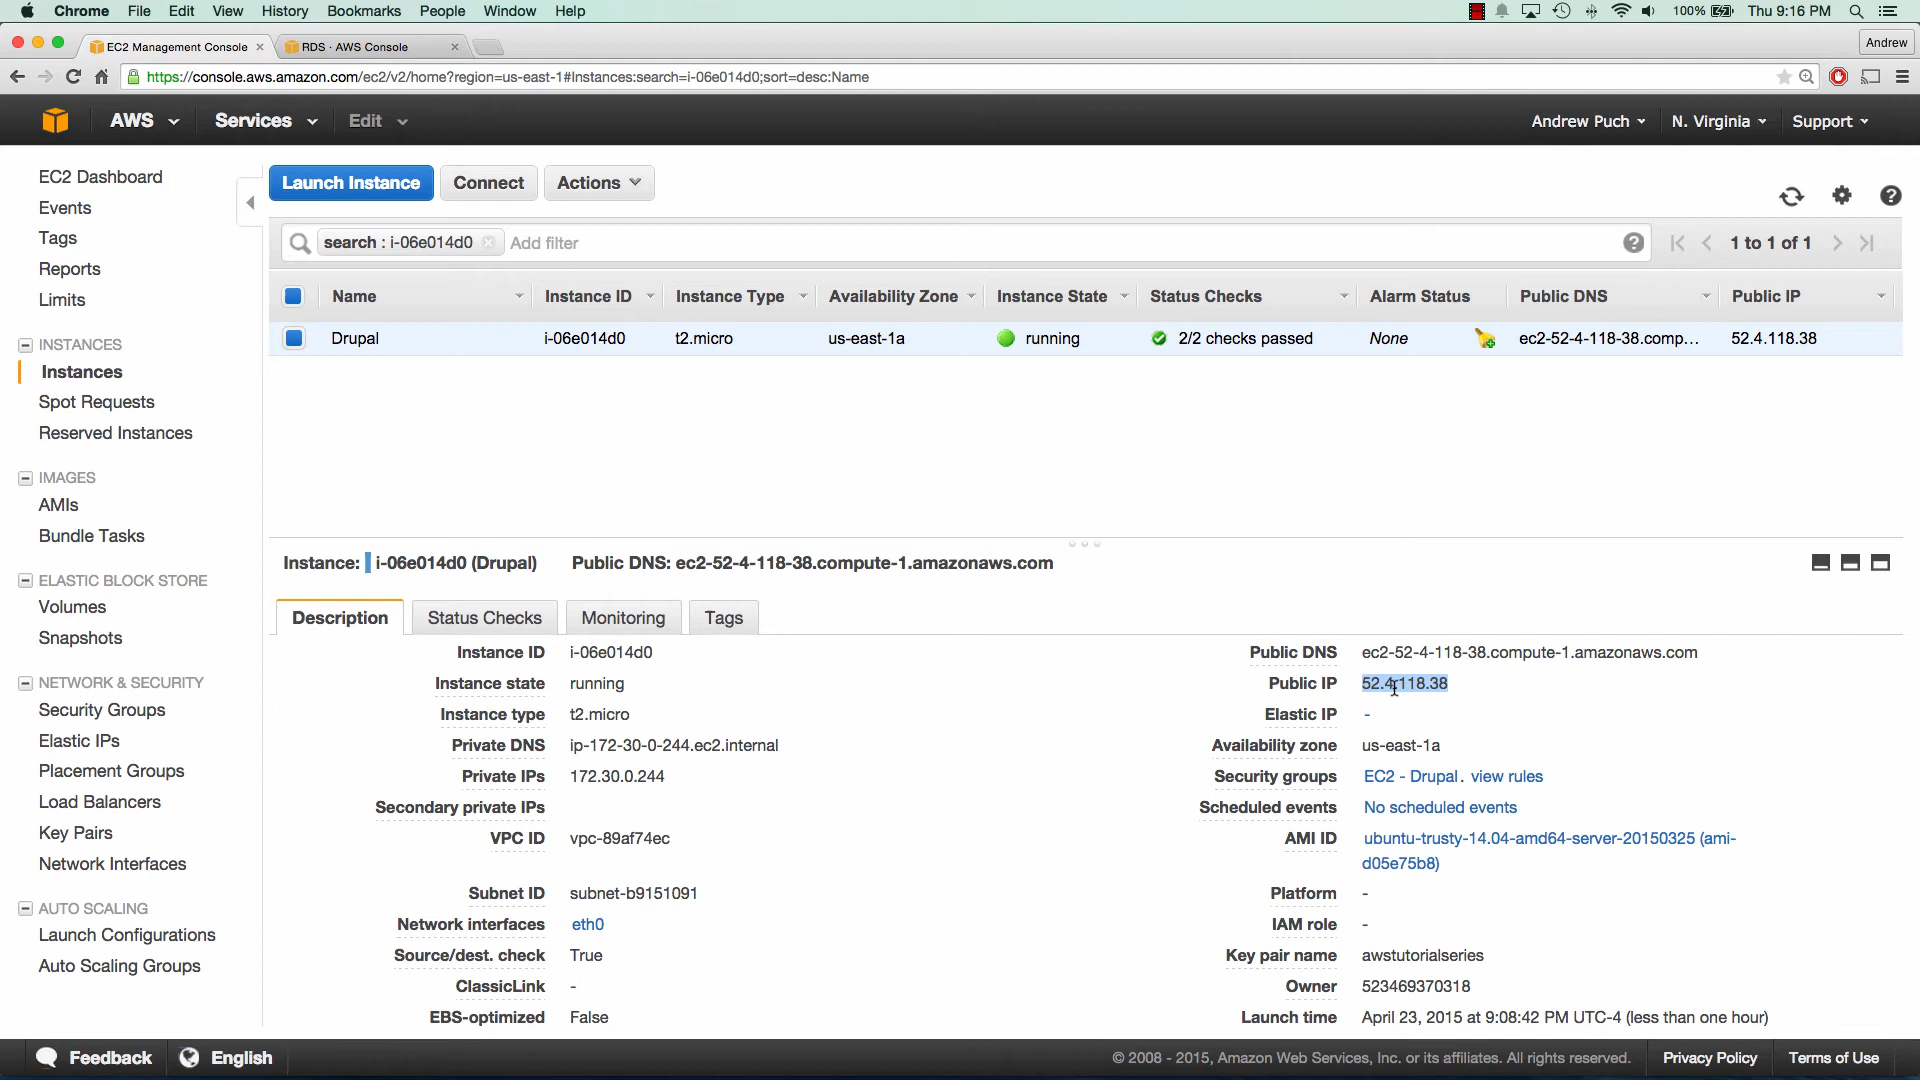 Chrome File Edit View History Bookmarks People Window Help 100% Thu 9:16 PM
EC2 Management Console RDS · AWS Console Andrew
https://console.aws.amazon.com/ec2/v2/home?region=us-east-1#Instances:search=i-06e014d0;sort=desc:Name
AWS Services Edit Andrew Puch N. Virginia Support
EC2 Dashboard
Events
Tags
Reports
Limits
INSTANCES
Instances
Spot Requests
Reserved Instances
IMAGES
AMIs
Bundle Tasks
ELASTIC BLOCK STORE
Volumes
Snapshots
NETWORK & SECURITY
Security Groups
Elastic IPs
Placement Groups
Load Balancers
Key Pairs
Network Interfaces
AUTO SCALING
Launch Configurations
Auto Scaling Groups
Launch Instance Connect Actions
search : i-06e014d0 Add filter 1 to 1 of 1
Name Instance ID Instance Type Availability Zone Instance State Status Checks Alarm Status Public DNS Public IP
Drupal i-06e014d0 t2.micro us-east-1a running 2/2 checks passed None ec2-52-4-118-38.comp... 52.4.118.38
Instance: i-06e014d0 (Drupal) Public DNS: ec2-52-4-118-38.compute-1.amazonaws.com
Description Status Checks Monitoring Tags
Instance ID i-06e014d0 Public DNS ec2-52-4-118-38.compute-1.amazonaws.com
Instance state running Public IP 52.4.118.38
Instance type t2.micro Elastic IP -
Private DNS ip-172-30-0-244.ec2.internal Availability zone us-east-1a
Private IPs 172.30.0.244 Security groups EC2 - Drupal. view rules
Secondary private IPs Scheduled events No scheduled events
VPC ID vpc-89af74ec AMI ID ubuntu-trusty-14.04-amd64-server-20150325 (ami-
d05e75b8)
Subnet ID subnet-b9151091 Platform -
Network interfaces eth0 IAM role -
Source/dest. check True Key pair name awstutorialseries
ClassicLink - Owner 523469370318
EBS-optimized False Launch time April 23, 2015 at 9:08:42 PM UTC-4 (less than one hour)
Feedback English © 2008 - 2015, Amazon Web Services, Inc. or its affiliates. All rights reserved. Privacy Policy Terms of Use